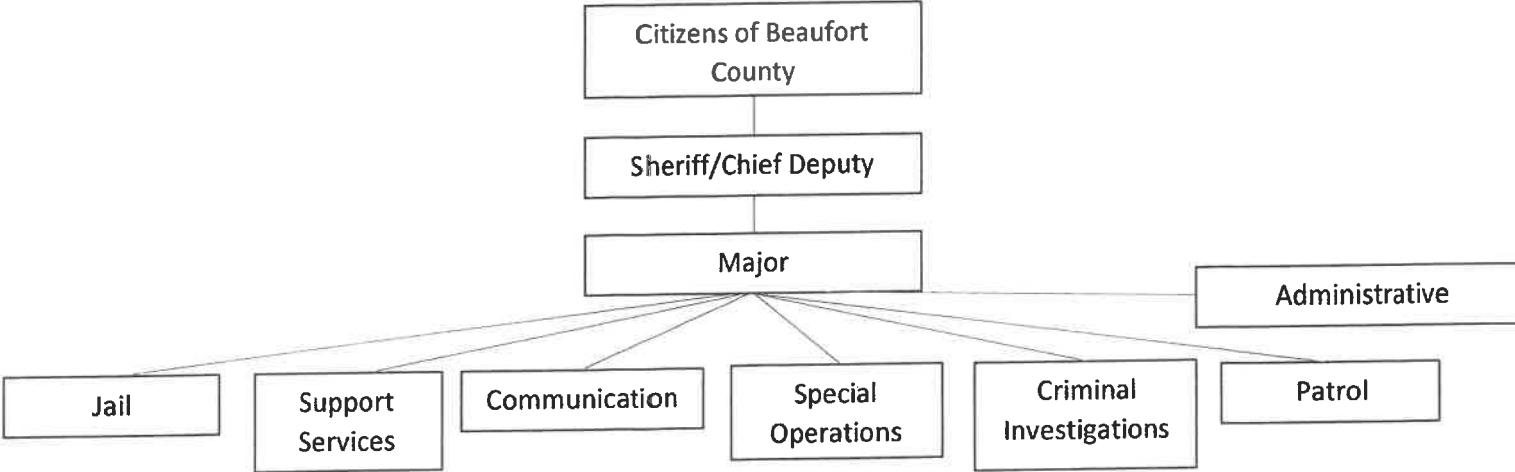 Citizens of Beaufort
County
Sheriff/Chief Deputy
Major
Administrative
Jail
Support
Services
Communication
Special
Operations
Criminal
Investigations
Patrol